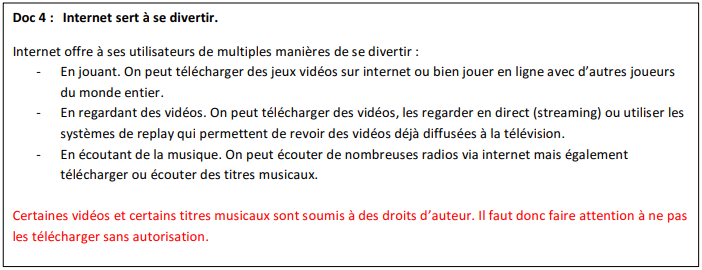 Doc 4 : Internet sert à se divertir.
Internet offre à ses utilisateurs de multiples manières de se divertir :
- En jouant. On peut télécharger des jeux vidéos sur internet ou bien jouer en ligne avec d’autres joueurs
du monde entier.
- En regardant des vidéos. On peut télécharger des vidéos, les regarder en direct (streaming) ou utiliser les
systèmes de replay qui permettent de revoir des vidéos déjà diffusées à la télévision.
- En écoutant de la musique. On peut écouter de nombreuses radios via internet mais également
télécharger ou écouter des titres musicaux.
Certaines vidéos et certains titres musicaux sont soumis à des droits d’auteur. Il faut donc faire attention à ne pas
les télécharger sans autorisation.